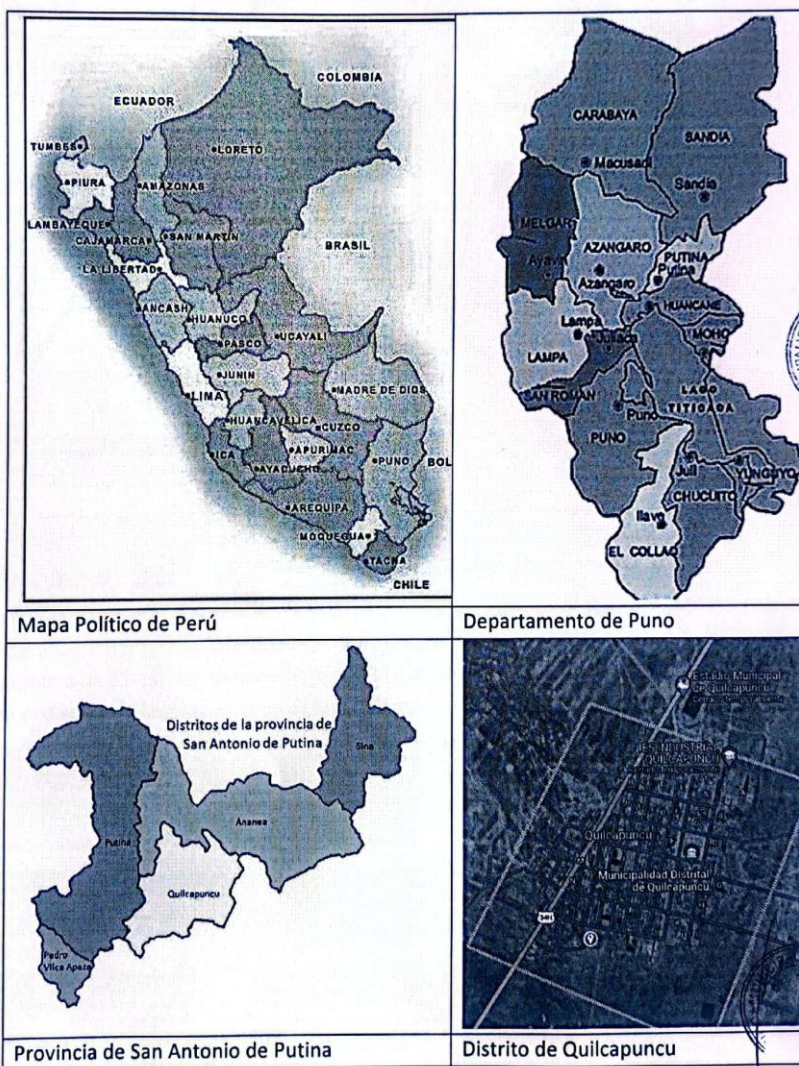 COLOMBIA
ECUADOR
TUMBES
LORETO
PIURA
AMAZONAS
LAMBAYEQUE
CAJAMARCA
SAN MARTIN
BRASIL
LA LIBERTAD
ANCASH
HUANUCO
UCAYALI
PASCO
JUNIN
LIMA
MADRE DE DIOS
HUANCAVELICA
CUZCO
ICA
APURIMAC
PUNO
BOL
AYACUCHO
AREQUIPA
MOQUEGUA
TACNA
CHILE
Mapa Político de Perú
CARABAYA
SANDIA
Macusani
Sandia
MELGAR
AZANGARO
PUTINA
Putina
Ayaviri
Azangaro
HUANCANE
Lampa
Juliaca
MOHO
LAMPA
LAGO
TITICACA
SAN ROMAN
Puno
PUNO
Juli
YUNGUYO
CHUCUITO
Ilave
EL COLLAO
Departamento de Puno
Distritos de la provincia de
San Antonio de Putina
Sina
Putina
Ananea
Quilcapuncu
Pedro
Vilca Apaza
Provincia de San Antonio de Putina
Estadio Municipal
de Quilcapuncu
IES INDUSTRIAL
QUILCAPUNCU
Quilcapuncu
Municipalidad Distrital
de Quilcapuncu
34H
Distrito de Quilcapuncu